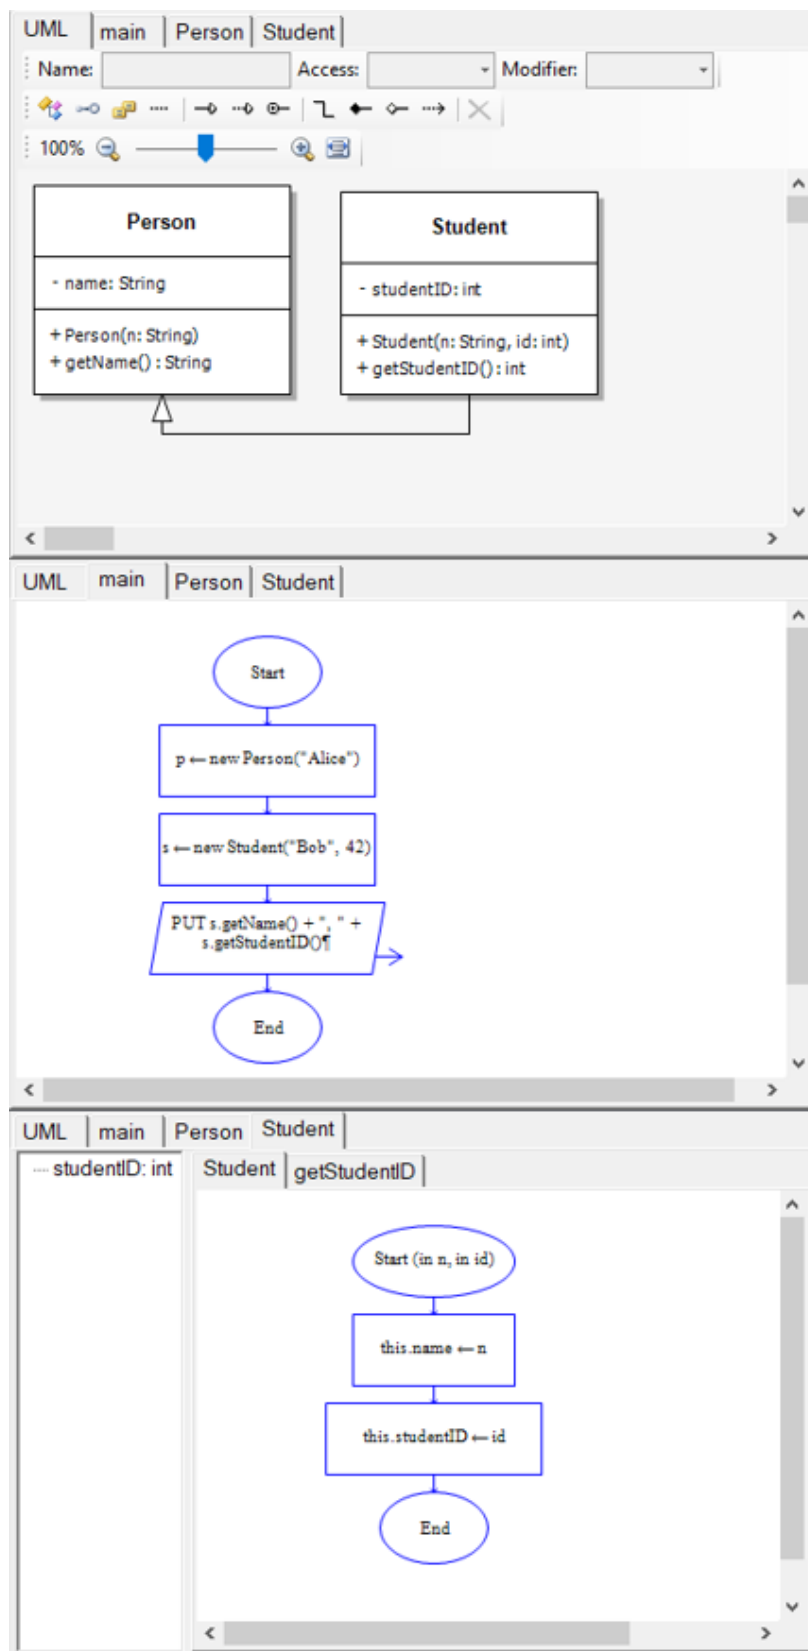 UML main Person Student
Name: Access: Modifier:
100%
Person
- name: String
+ Person(n: String)
+ getName() : String
Student
- studentID: int
+ Student(n: String, id: int)
+ getStudentID() : int
UML main Person Student
Start
p ← new Person("Alice")
s ← new Student("Bob", 42)
PUT s.getName() + ", " +
s.getStudentID()¶
End
UML main Person Student
studentID: int
Student getStudentID
Start (in n, in id)
this.name ← n
this.studentID ← id
End